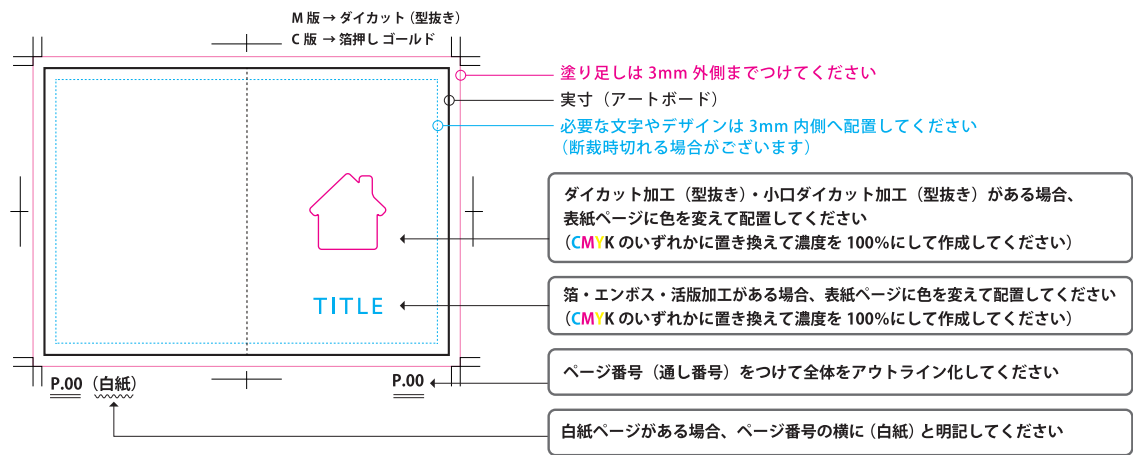 M 版 → ダイカット（型抜き）
C 版 → 箔押し ゴールド
塗り足しは 3mm 外側までつけてください
実寸（アートボード）
必要な文字やデザインは 3mm 内側へ配置してください
（断裁時切れる場合がございます）
ダイカット加工（型抜き）・小口ダイカット加工（型抜き）がある場合、
表紙ページに色を変えて配置してください
（CMYK のいずれかに置き換えて濃度を 100%にして作成してください）
TITLE
箔・エンボス・活版加工がある場合、表紙ページに色を変えて配置してください
（CMYK のいずれかに置き換えて濃度を 100%にして作成してください）
P.00（白紙）
P.00
ページ番号（通し番号）をつけて全体をアウトライン化してください
白紙ページがある場合、ページ番号の横に（白紙）と明記してください